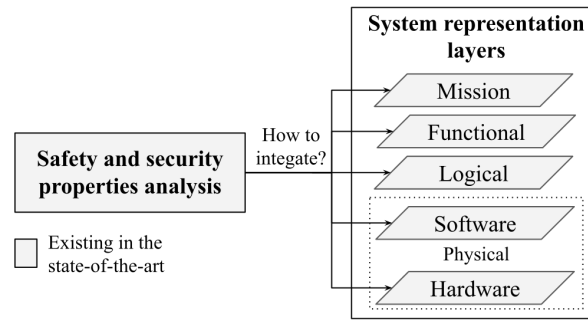 System representation
layers
Mission
Functional
Logical
Software
Physical
Hardware
How to
integate?
Safety and security
properties analysis
Existing in the
state-of-the-art